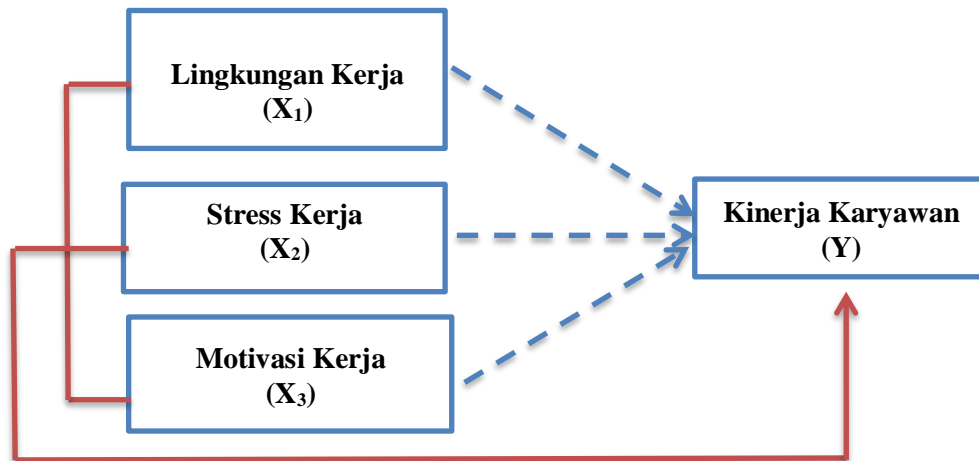 Lingkungan Kerja
(X₁)
Stress Kerja
(X₂)
Kinerja Karyawan
(Y)
Motivasi Kerja
(X₃)